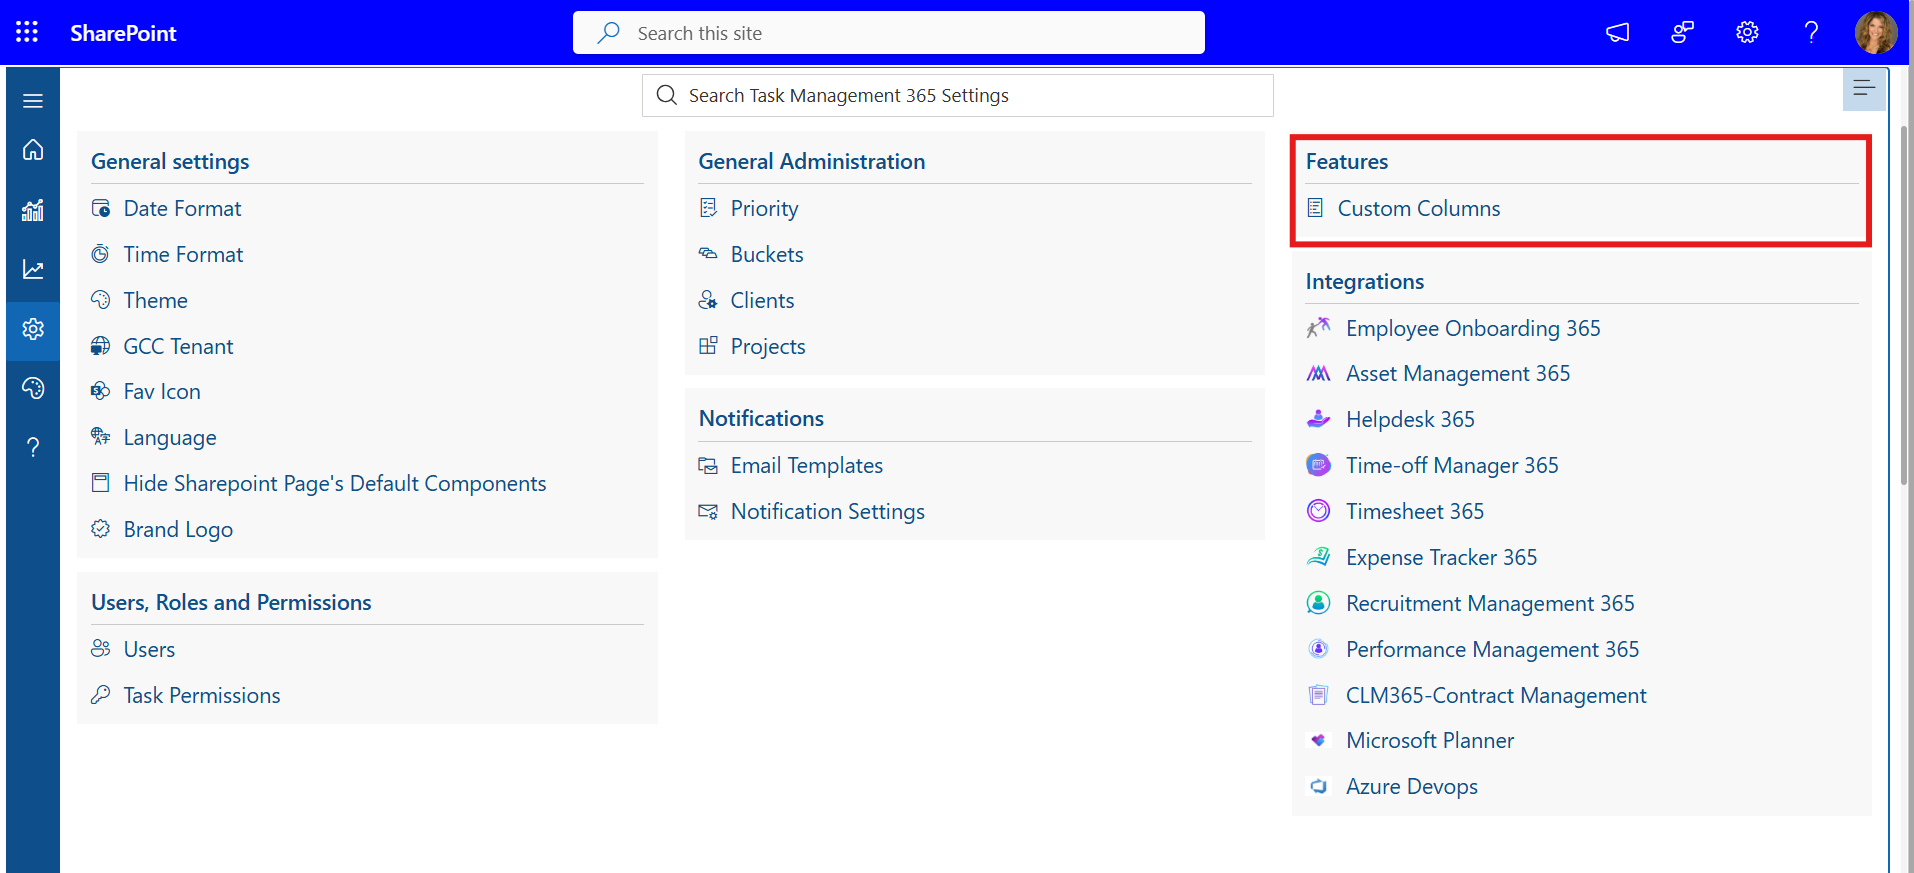 SharePoint
Search this site
Search Task Management 365 Settings
General settings
Date Format
Time Format
Theme
GCC Tenant
Fav Icon
Language
Hide Sharepoint Page's Default Components
Brand Logo
Users, Roles and Permissions
Users
Task Permissions
General Administration
Priority
Buckets
Clients
Projects
Notifications
Email Templates
Notification Settings
Features
Custom Columns
Integrations
Employee Onboarding 365
Asset Management 365
Helpdesk 365
Time-off Manager 365
Timesheet 365
Expense Tracker 365
Recruitment Management 365
Performance Management 365
CLM365-Contract Management
Microsoft Planner
Azure Devops